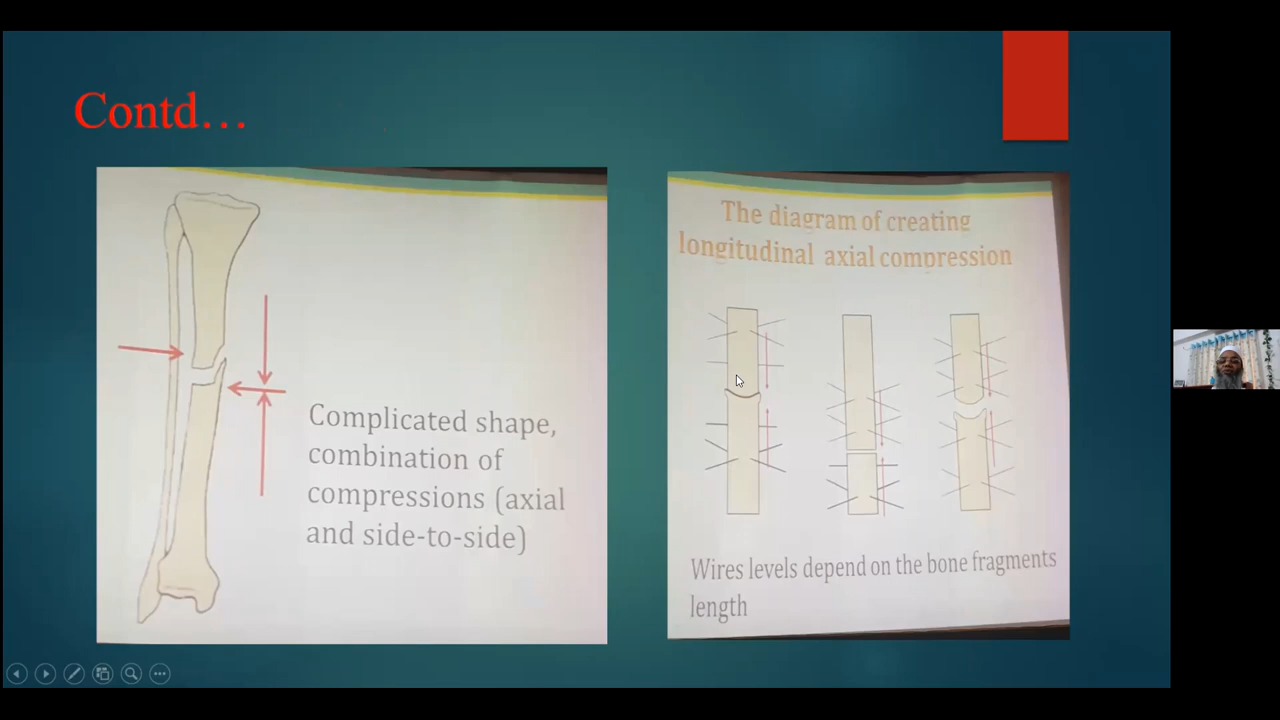 Contd…
Complicated shape,
combination of
compressions (axial
and side-to-side)
The diagram of creating
longitudinal axial compression
Wires levels depend on the bone fragments
length